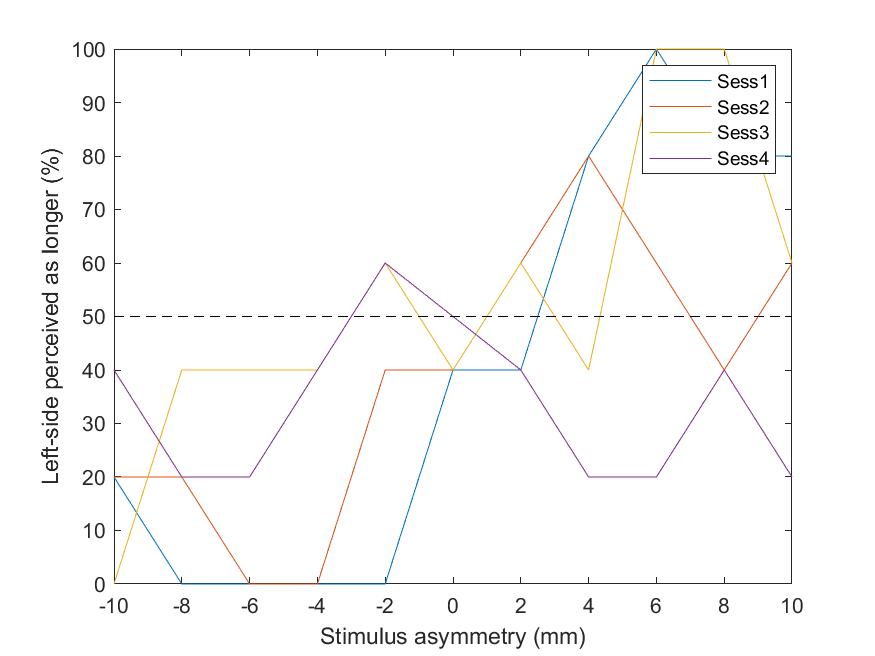 100
90
80
70
60
50
40
30
20
10
0
Left-side perceived as longer (%)
Sess1
Sess2
Sess3
Sess4
-10 -8 -6 -4 -2 0 2 4 6 8 10
Stimulus asymmetry (mm)